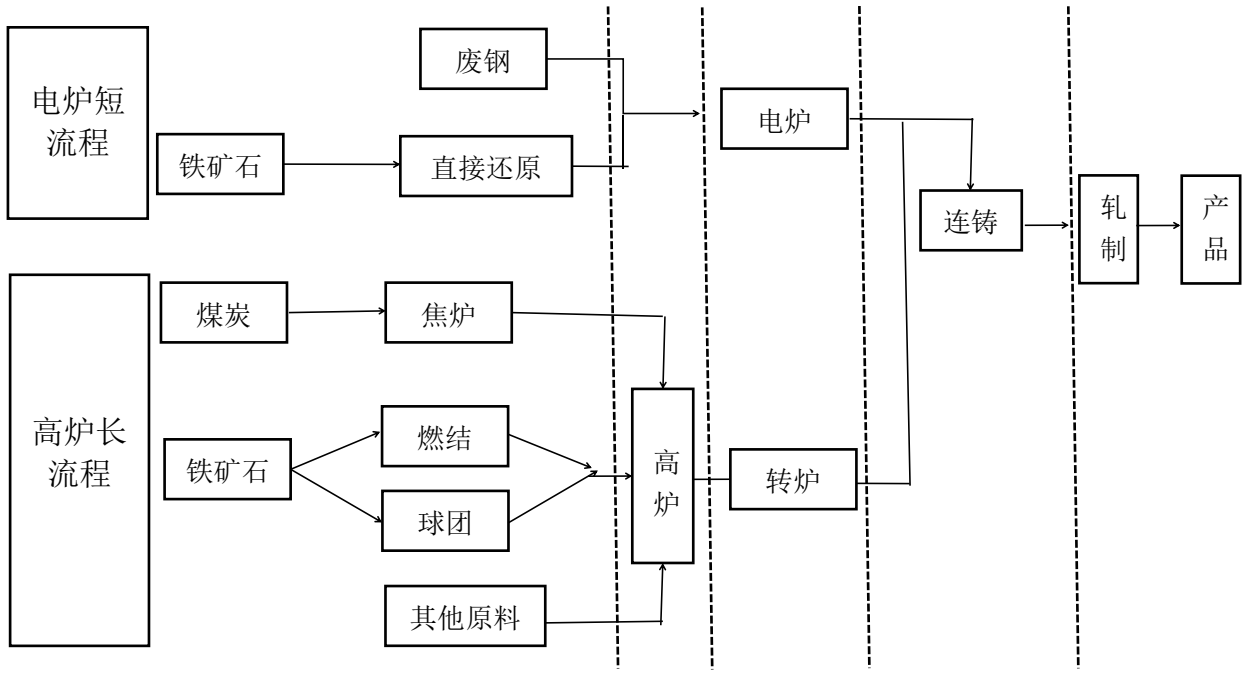 电炉短
流程
废钢
铁矿石
直接还原
电炉
连铸
轧
制
产
品
高炉长
流程
煤炭
焦炉
铁矿石
燃结
球团
其他原料
高
炉
转炉